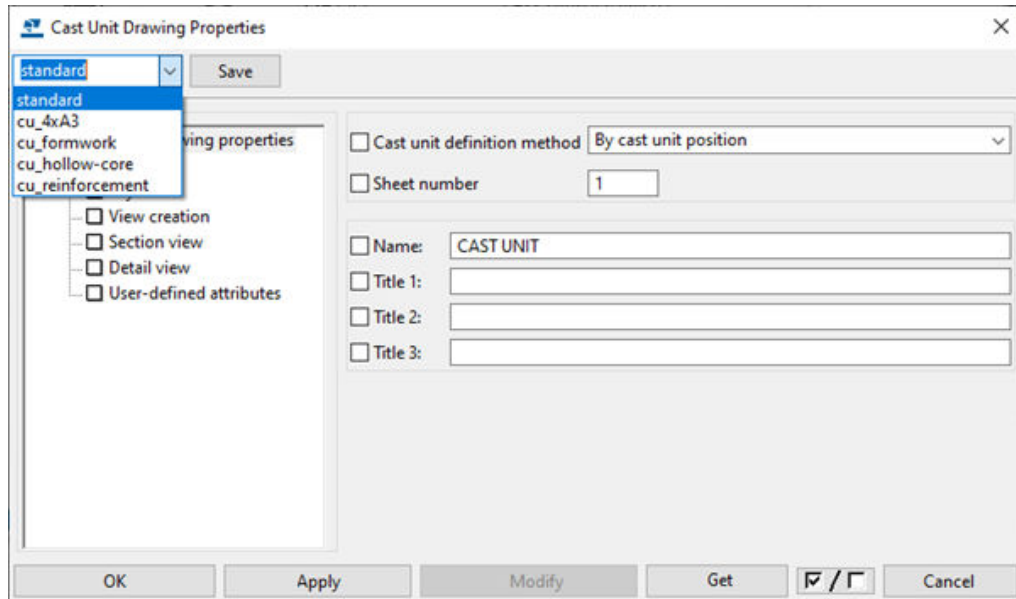 Cast Unit Drawing Properties
standard
Save
standard
cu_4xA3
cu_formwork
cu_hollow-core
cu_reinforcement
properties
View creation
Section view
Detail view
User-defined attributes
Cast unit definition method By cast unit position
Sheet number 1
Name: CAST UNIT
Title 1:
Title 2:
Title 3:
OK Apply Modify Get / Cancel